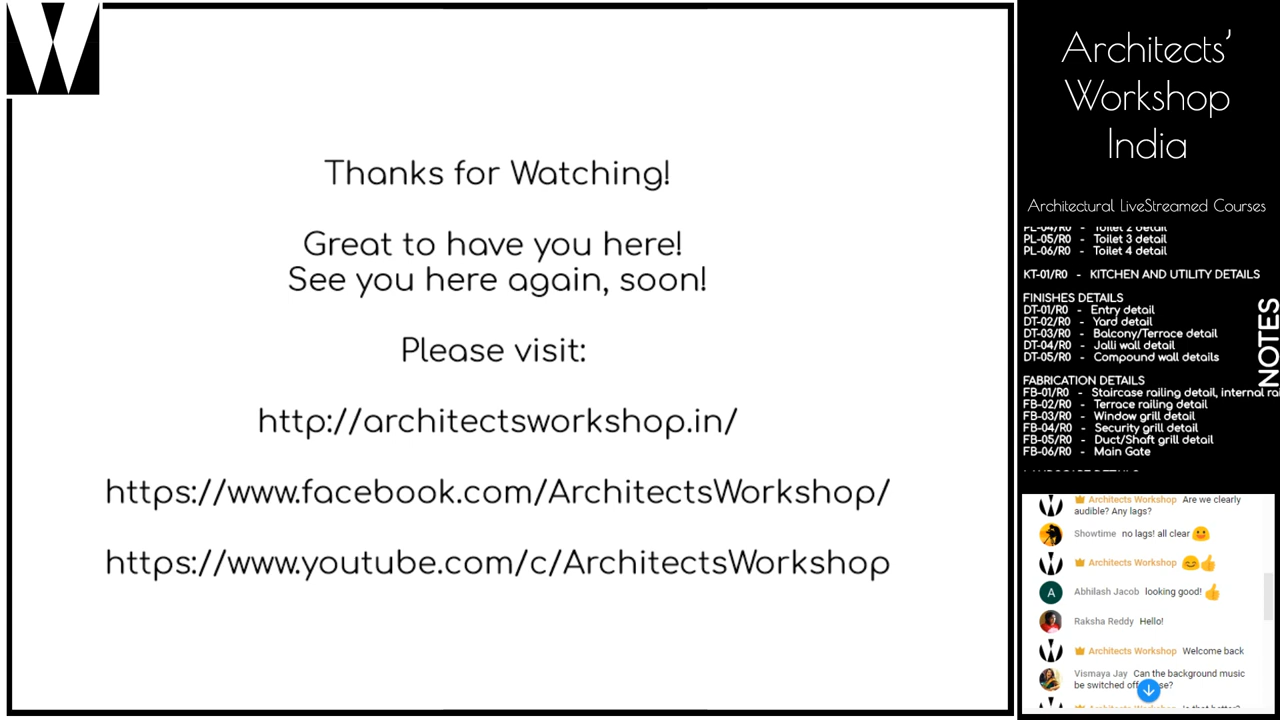 W
Thanks for Watching!
Great to have you here!
See you here again, soon!
Please visit:
http://architectsworkshop.in/
https://www.facebook.com/ArchitectsWorkshop/
https://www.youtube.com/c/ArchitectsWorkshop
Architects'
Workshop
India
Architectural LiveStreamed Courses
PL-04/R0 - Toilet 2 detail
PL-05/R0 - Toilet 3 detail
PL-06/R0 - Toilet 4 detail
KT-01/R0 - KITCHEN AND UTILITY DETAILS
FINISHES DETAILS
DT-01/R0 - Entry detail
DT-02/R0 - Yard detail
DT-03/R0 - Balcony/Terrace detail
DT-04/R0 - Jalli wall detail
DT-05/R0 - Compound wall details
FABRICATION DETAILS
FB-01/R0 - Staircase railing detail, internal
FB-02/R0 - Terrace railing detail
FB-03/R0 - Window grill detail
FB-04/R0 - Security grill detail
FB-05/R0 - Duct/Shaft grill detail
FB-06/R0 - Main Gate
NOTES
Architects Workshop Are we clearly
audible? Any lags?
Showtime no lags! all clear 😃
Architects Workshop 😊👍
A Abhilash Jacob looking good! 👍
Raksha Reddy Hello!
Architects Workshop Welcome back
Vismaya Jay Can the background music
be switched